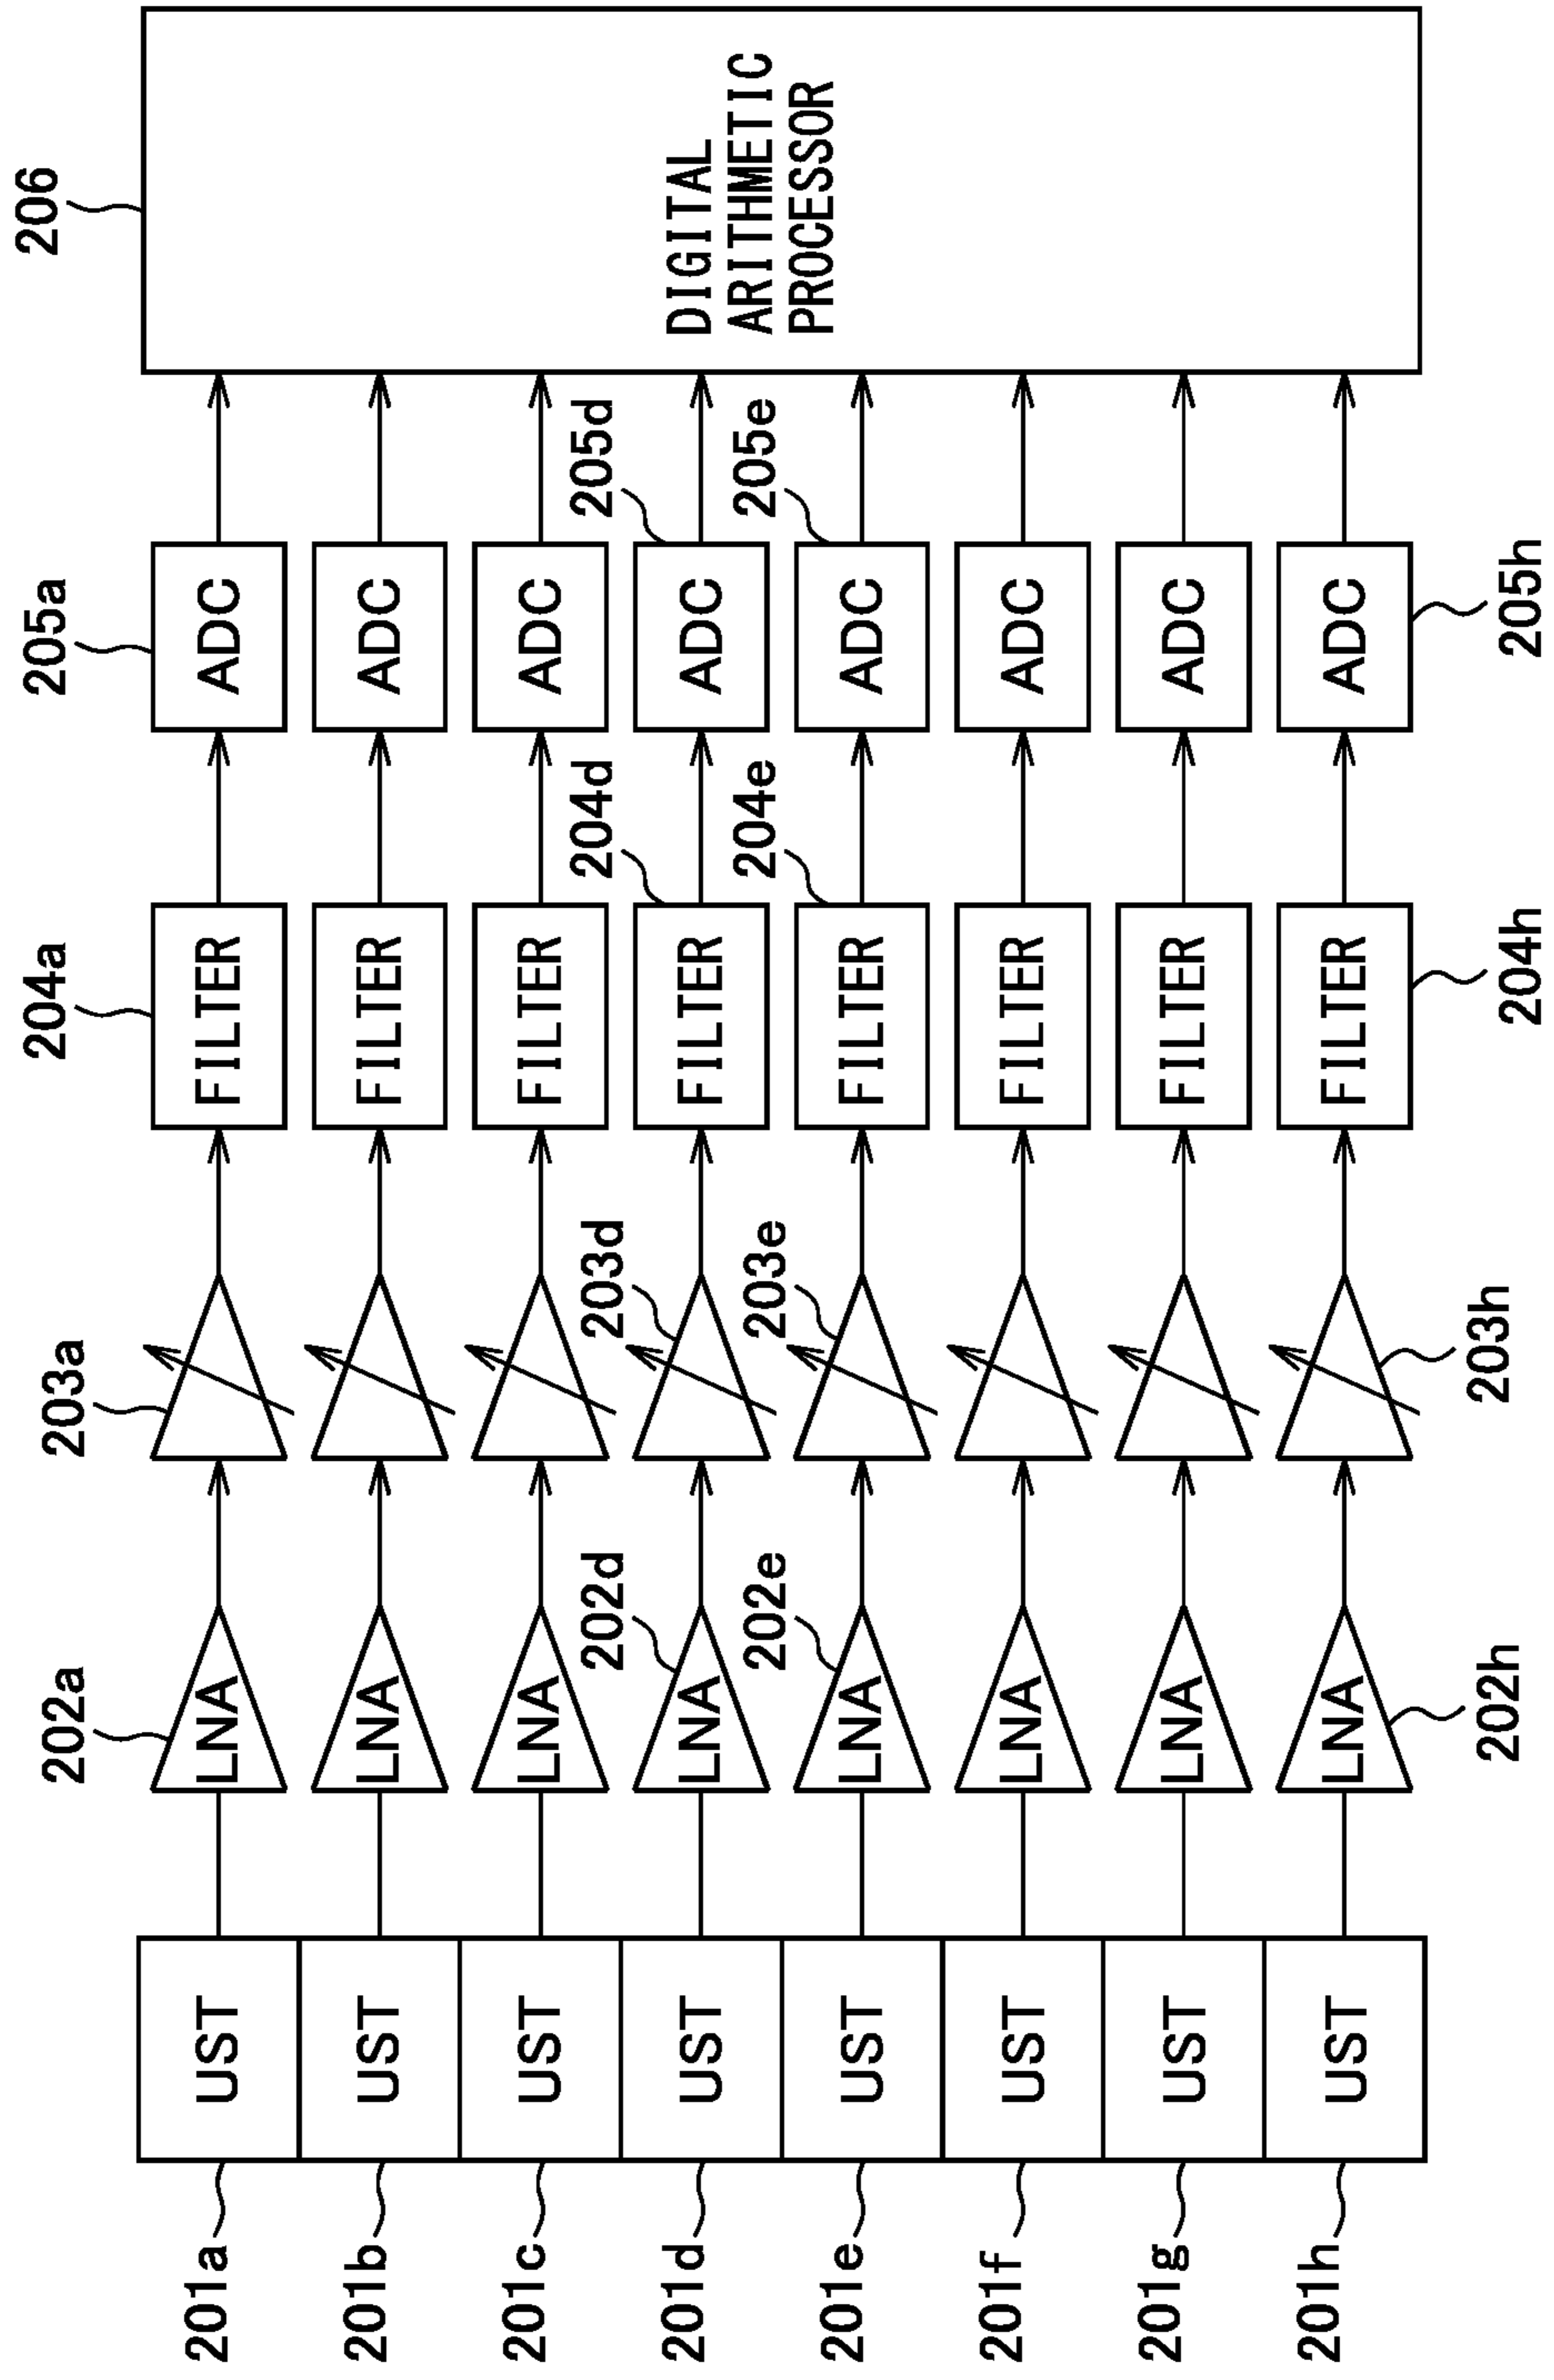 201a
201b
201c
201d
201e
201f
201g
201h
UST
UST
UST
UST
UST
UST
UST
UST
202a
202d
202e
202h
LNA
LNA
LNA
LNA
LNA
LNA
LNA
LNA
203a
203d
203e
203h
204a
204d
204e
204h
FILTER
FILTER
FILTER
FILTER
FILTER
FILTER
FILTER
FILTER
205a
205d
205e
205h
ADC
ADC
ADC
ADC
ADC
ADC
ADC
ADC
206
DIGITAL
ARITHMETIC
PROCESSOR